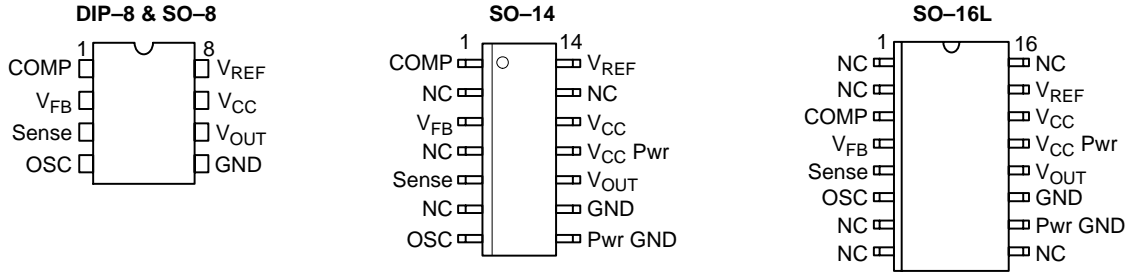 DIP–8 & SO–8
1 8
COMP VREF
VFB VCC
Sense VOUT
OSC GND
SO–14
1 14
COMP VREF
NC NC
VFB VCC
NC VCC Pwr
Sense VOUT
NC GND
OSC Pwr GND
SO–16L
1 16
NC NC
NC VREF
COMP VCC
VFB VCC Pwr
Sense VOUT
OSC GND
NC Pwr GND
NC NC